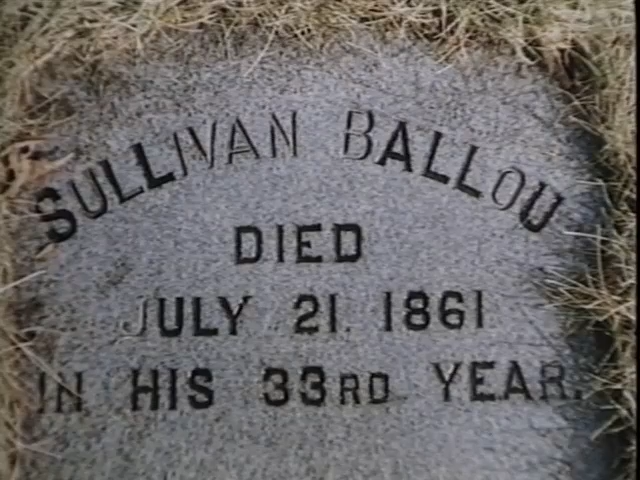 SULLIVAN BALLOU
DIED
JULY 21. 1861
IN HIS 33RD YEAR.